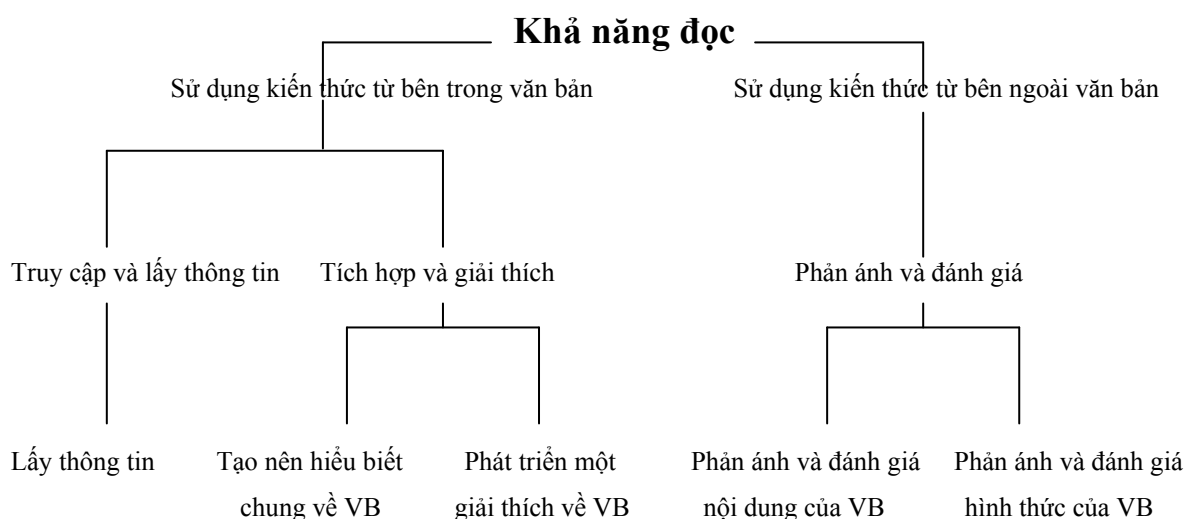 Khả năng đọc
Sử dụng kiến thức từ bên trong văn bản
Sử dụng kiến thức từ bên ngoài văn bản
Truy cập và lấy thông tin
Tích hợp và giải thích
Phản ánh và đánh giá
Lấy thông tin
Tạo nên hiểu biết
chung về VB
Phát triển một
giải thích về VB
Phản ánh và đánh giá
nội dung của VB
Phản ánh và đánh giá
hình thức của VB